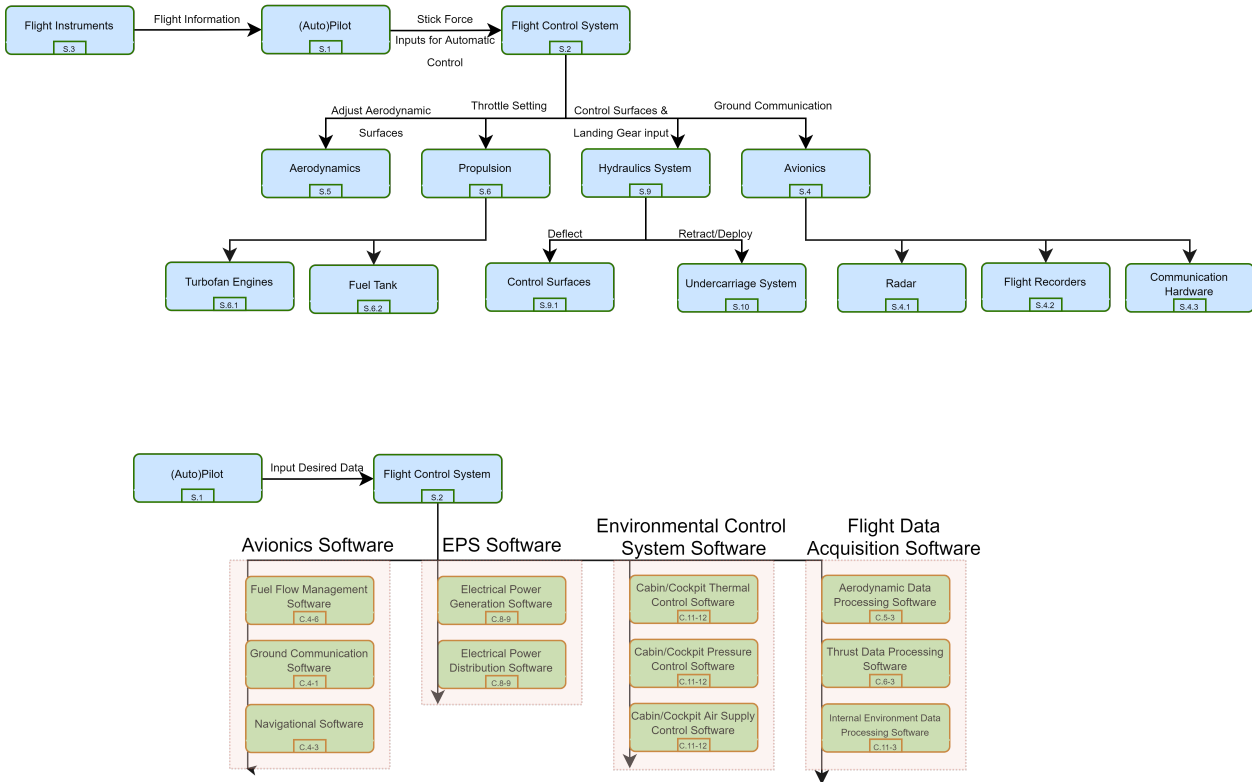 Flight Instruments
S.3
Flight Information
(Auto)Pilot
S.1
Stick Force
Inputs for Automatic
Control
Flight Control System
S.2
Adjust Aerodynamic
Surfaces
Throttle Setting
Control Surfaces &
Landing Gear input
Ground Communication
Aerodynamics
S.5
Propulsion
S.6
Hydraulics System
S.9
Avionics
S.4
Deflect
Retract/Deploy
Turbofan Engines
S.6.1
Fuel Tank
S.6.2
Control Surfaces
S.9.1
Undercarriage System
S.10
Radar
S.4.1
Flight Recorders
S.4.2
Communication
Hardware
S.4.3
(Auto)Pilot
S.1
Input Desired Data
Flight Control System
S.2
Avionics Software
Fuel Flow Management
Software
C.4-6
Ground Communication
Software
C.4-1
Navigational Software
C.4-3
EPS Software
Electrical Power
Generation Software
C.8-9
Electrical Power
Distribution Software
C.8-9
Environmental Control
System Software
Cabin/Cockpit Thermal
Control Software
C.11-12
Cabin/Cockpit Pressure
Control Software
C.11-12
Cabin/Cockpit Air Supply
Control Software
C.11-12
Flight Data
Acquisition Software
Aerodynamic Data
Processing Software
C.5-3
Thrust Data Processing
Software
C.6-3
Internal Environment Data
Processing Software
C.11-3